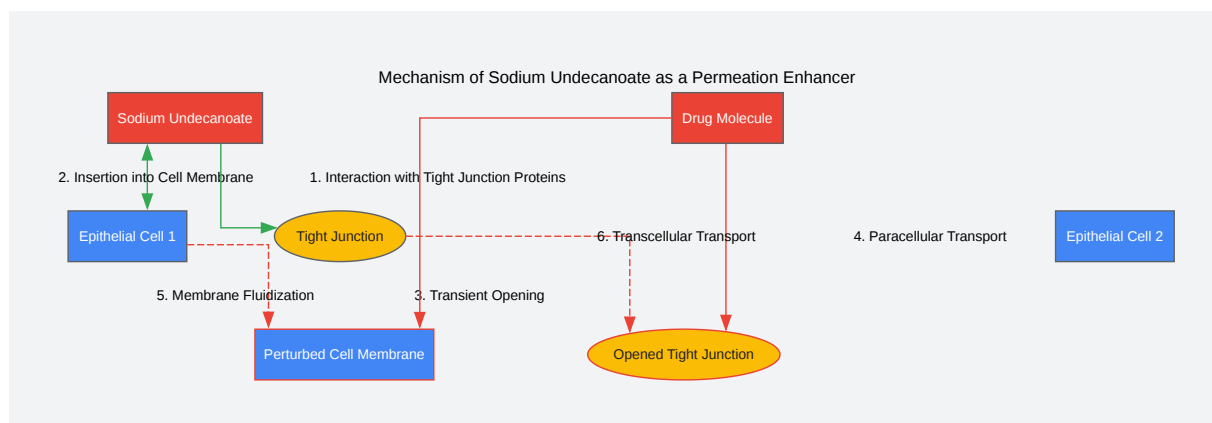 Mechanism of Sodium Undecanoate as a Permeation Enhancer
Sodium Undecanoate
Drug Molecule
2. Insertion into Cell Membrane
1. Interaction with Tight Junction Proteins
Epithelial Cell 1
Tight Junction
6. Transcellular Transport
4. Paracellular Transport
Epithelial Cell 2
5. Membrane Fluidization
3. Transient Opening
Perturbed Cell Membrane
Opened Tight Junction